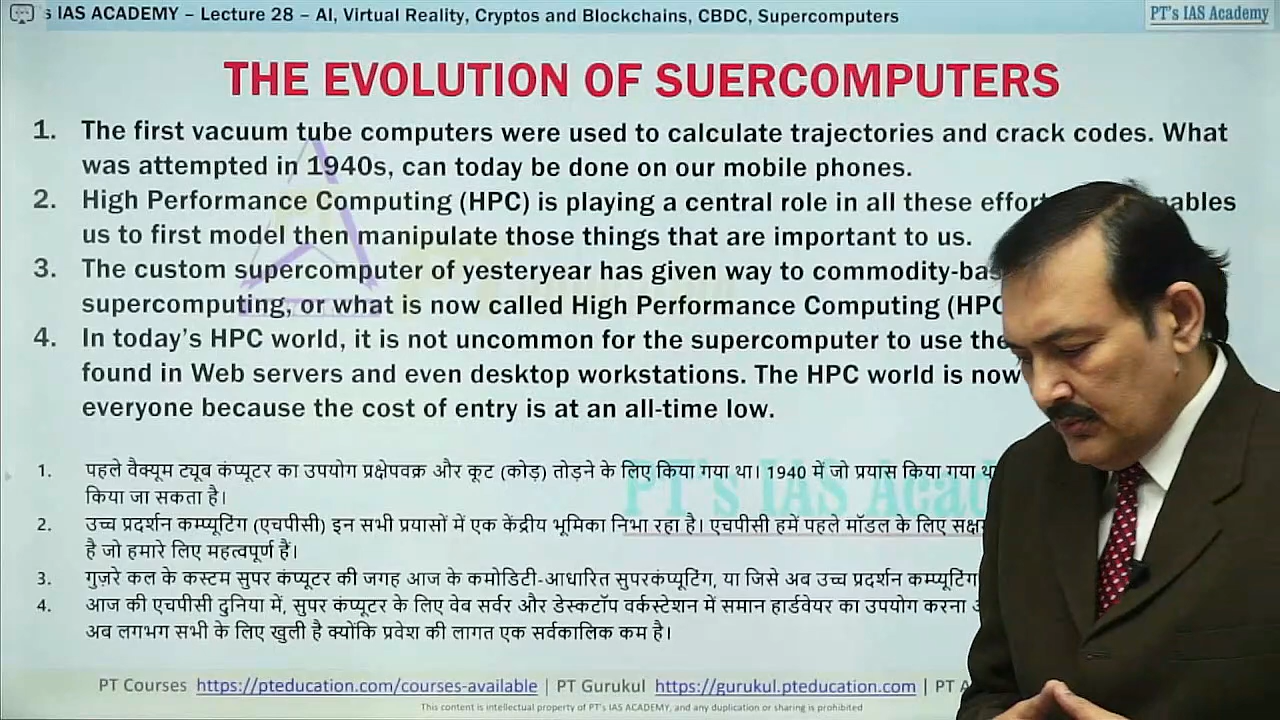 s IAS ACADEMY – Lecture 28 – AI, Virtual Reality, Cryptos and Blockchains, CBDC, Supercomputers
PT's IAS Academy
THE EVOLUTION OF SUERCOMPUTERS
1. The first vacuum tube computers were used to calculate trajectories and crack codes. What
was attempted in 1940s, can today be done on our mobile phones.
2. High Performance Computing (HPC) is playing a central role in all these
us to first model then manipulate those things that are important to us.
3. The custom supercomputer of yesteryear has given way to
supercomputing, or what is now called High Performance Computing (HPC
4. In today's HPC world, it is not uncommon for the supercomputer to use the
found in Web servers and even desktop workstations. The HPC world is now
everyone because the cost of entry is at an all-time low.
1. पहले वैक्यूम ट्यूब कंप्यूटर का उपयोग प्रक्षेपवक्र और कूट (कोड़) तोड़ने के लिए किया गया था। 1940 में जो प्रयास किया गया
किया जा सकता है।
2. उच्च प्रदर्शन कम्प्यूटिंग (एचपीसी) इन सभी प्रयासों में एक केंद्रीय भूमिका निभा रहा है। एचपीसी हमें पहले मॉडल के लिए
है जो हमारे लिए महत्वपूर्ण हैं।
3. गुज़रे कल के कस्टम सुपर कंप्यूटर की जगह आज के कमोडिटी-आधारित सुपरकंप्यूटिंग, या जिसे अब उच्च प्रदर्शन कम्प्यूटिंग
4. आज की एचपीसी दुनिया में, सुपर कंप्यूटर के लिए वेब सर्वर और डेस्कटॉप वर्कस्टेशन में समान हार्डवेयर का उपयोग करना
अब लगभग सभी के लिए खुली है क्योंकि प्रवेश की लागत एक सर्वकालिक कम है।
PT's IAS Acad
PT Courses https://pteducation.com/courses-available | PT Gurukul https://gurukul.pteducation.com | PT A
This content is intellectual property of PT's IAS ACADEMY, and any duplication or sharing is prohibited